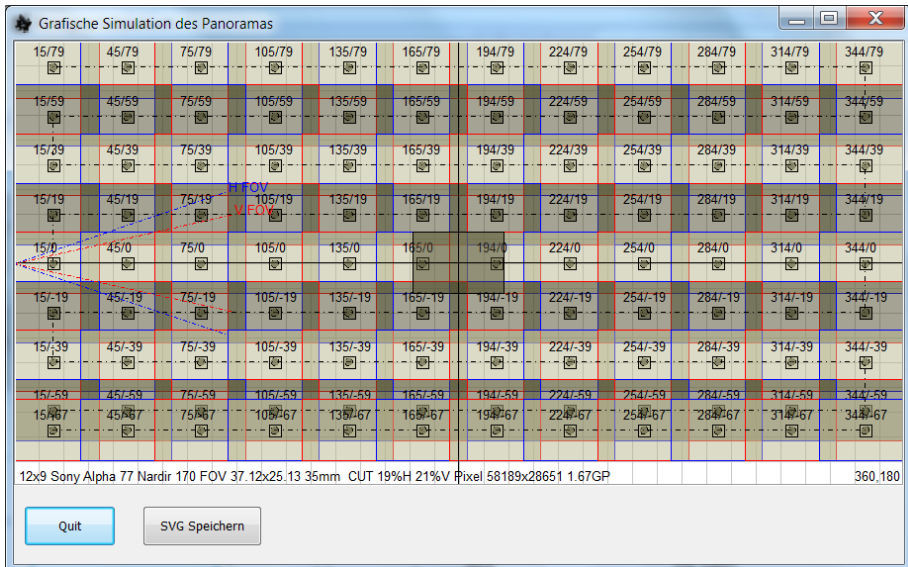 Grafische Simulation des Panoramas
15/79 45/79 75/79 105/79 135/79 165/79 194/79 224/79 254/79 284/79 314/79 344/79
15/59 45/59 75/59 105/59 135/59 165/59 194/59 224/59 254/59 284/59 314/59 344/59
15/39 45/39 75/39 105/39 135/39 165/39 194/39 224/39 254/39 284/39 314/39 344/39
H FOV
15/19 45/19 75/19 105/19 135/19 165/19 194/19 224/19 254/19 284/19 314/19 344/19
V FOV
15/0 45/0 75/0 105/0 135/0 165/0 194/0 224/0 254/0 284/0 314/0 344/0
15/-19 45/-19 75/-19 105/-19 135/-19 165/-19 194/-19 224/-19 254/-19 284/-19 314/-19 344/-19
15/-39 45/-39 75/-39 105/-39 135/-39 165/-39 194/-39 224/-39 254/-39 284/-39 314/-39 344/-39
15/-59 45/-59 75/-59 105/-59 135/-59 165/-59 194/-59 224/-59 254/-59 284/-59 314/-59 344/-59
15/-67 45/-67 75/-67 105/-67 135/-67 165/-67 194/-67 224/-67 254/-67 284/-67 314/-67 344/-67
12x9 Sony Alpha 77 Nardir 170 FOV 37.12x25.13 35mm CUT 19%H 21%V Pixel 58189x28651 1.67GP 360,180
Quit SVG Speichern